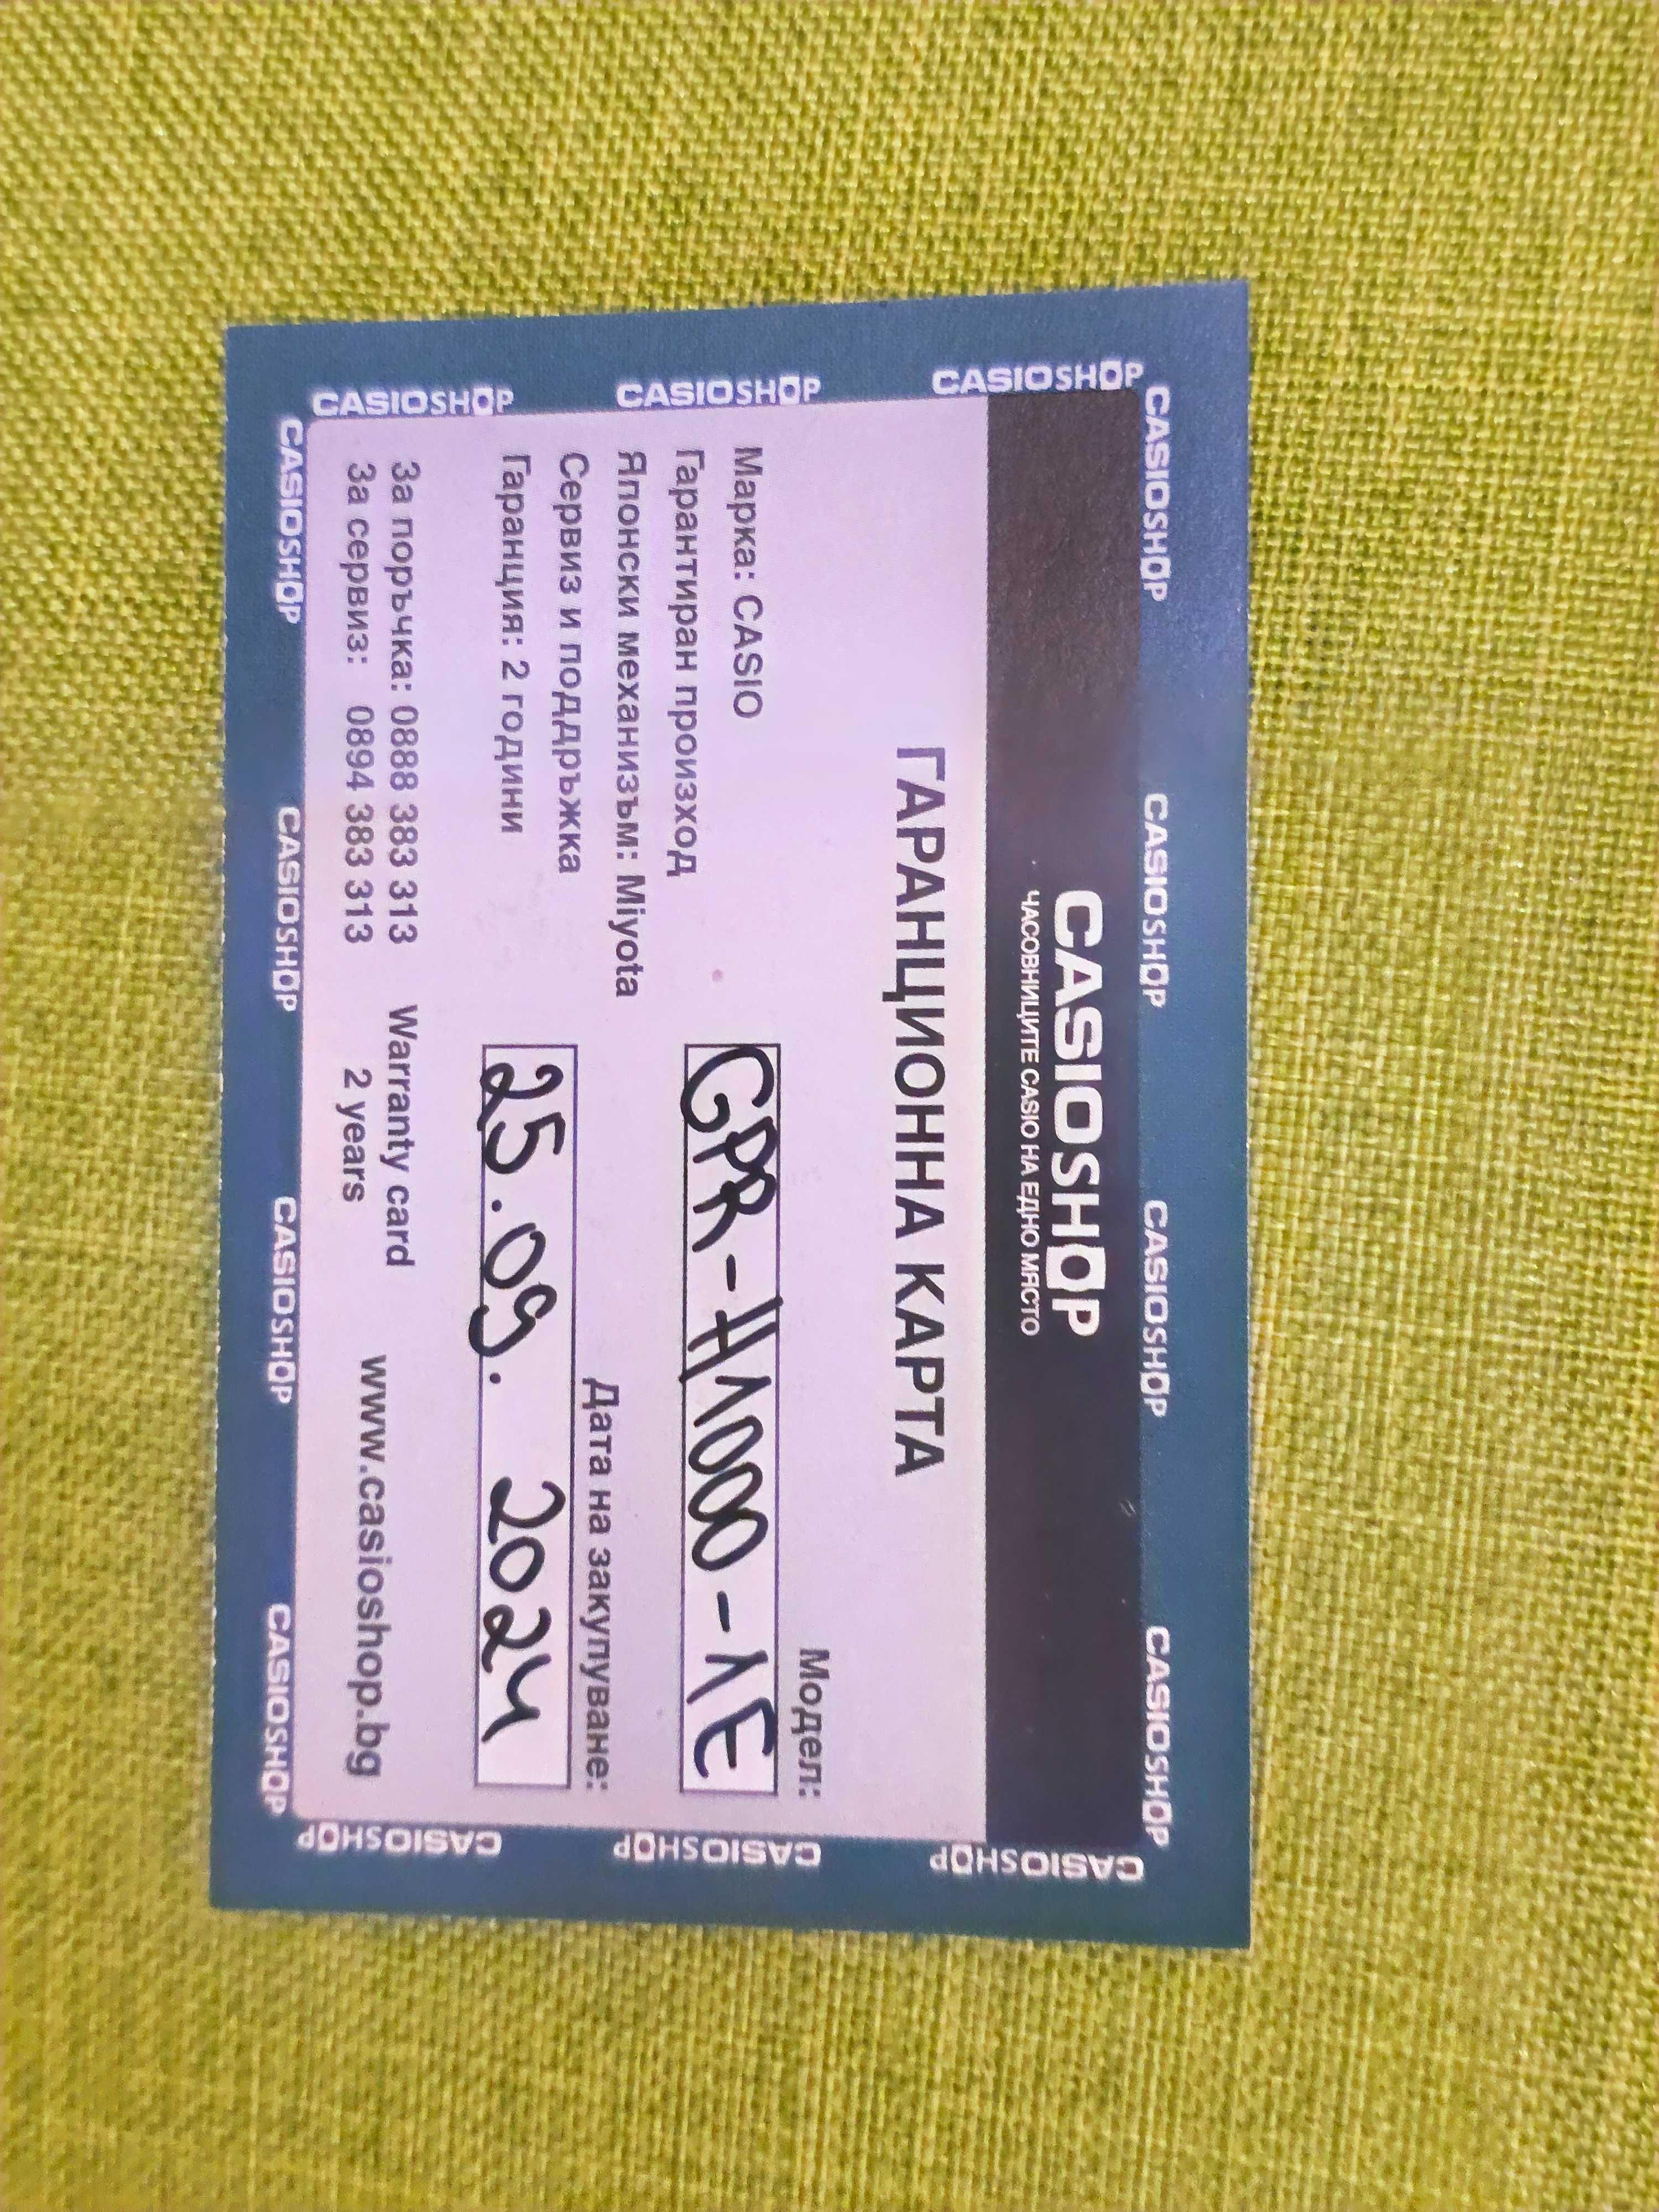 CASIOSHOP CASIOSHOP CASIOSHOP CASIOSHOP
CASIOSHOP
ЧАСОВНИЦИТЕ CASIO НА ЕДНО МЯСТО
ГАРАНЦИОННА КАРТА
Модел:
Марка: CASIO
GPR-H1000-1E
Гарантиран произход
Японски механизъм: Miyota
Дата на закупуване:
Сервиз и поддръжка
Гаранция: 2 години
25.09. 2024
За поръчка: 0888 383 313 Warranty card
За сервиз: 0894 383 313 2 years
www.casioshop.bg
CASIOSHOP CASIOSHOP CASIOSHOP CASIOSHOP
CASIOSHOP CASIOSHOP CASIOSHOP
CASIOSHOP CASIOSHOP CASIOSHOP